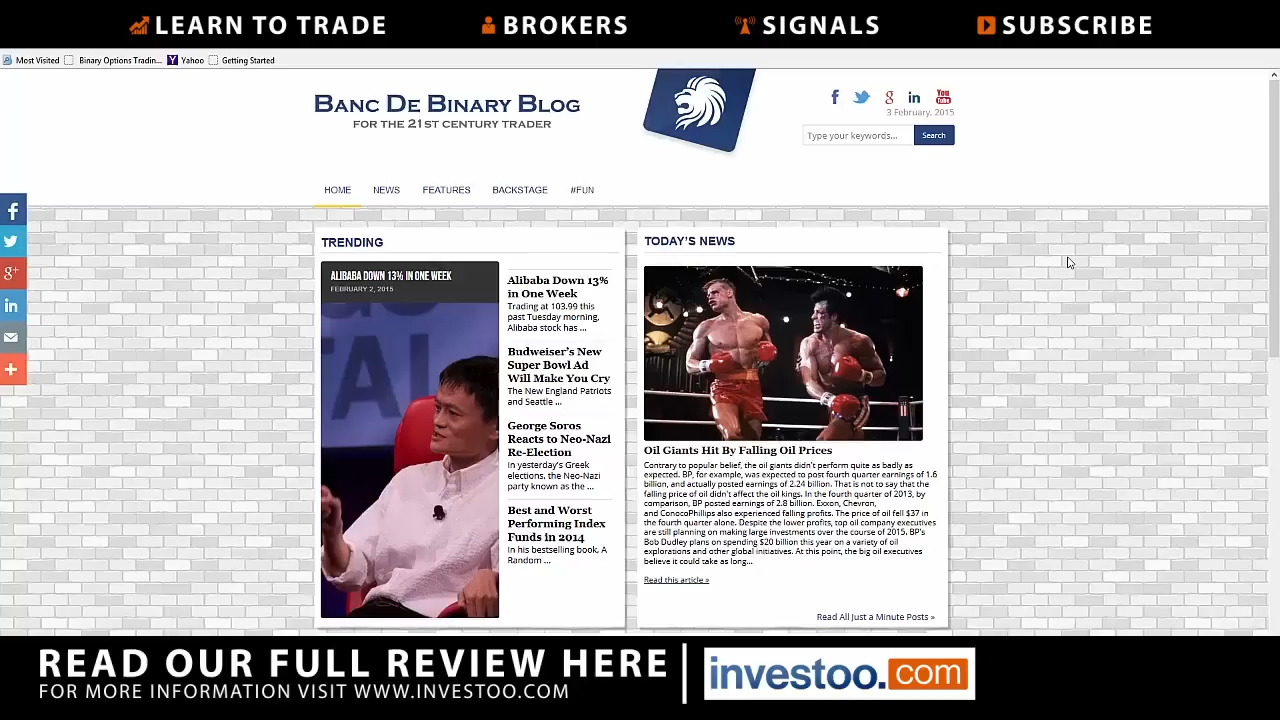 LEARN TO TRADE
BROKERS
SIGNALS
SUBSCRIBE
Most Visited
Binary Options Tradin...
Yahoo
Getting Started
BANC DE BINARY BLOG
FOR THE 21ST CENTURY TRADER
3 February, 2015
Type your keywords...
Search
HOME
NEWS
FEATURES
BACKSTAGE
#FUN
TRENDING
ALIBABA DOWN 13% IN ONE WEEK
FEBRUARY 2, 2015
Alibaba Down 13%
in One Week
Trading at 103.99 this
past Tuesday morning,
Alibaba stock has ...
Budweiser's New
Super Bowl Ad
Will Make You Cry
The New England Patriots
and Seattle ...
George Soros
Reacts to Neo-Nazi
Re-Election
In yesterday's Greek
elections, the Neo-Nazi
party known as the ...
Best and Worst
Performing Index
Funds in 2014
In his bestselling book, A
Random ...
TODAY'S NEWS
Oil Giants Hit By Falling Oil Prices
Contrary to popular belief, the oil giants didn't perform quite as badly as
expected. BP, for example, was expected to post fourth quarter earnings of 1.6
billion, and actually posted earnings of 2.24 billion. That is not to say that the
falling price of oil didn't affect the oil kings. In the fourth quarter of 2013, by
comparison, BP posted earnings of 2.8 billion. Exxon, Chevron,
and ConocoPhillips also experienced falling profits. The price of oil fell $37 in
the fourth quarter alone. Despite the lower profits, top oil company executives
are still planning on making large investments over the course of 2015. BP's
Bob Dudley plans on spending $20 billion this year on a variety of oil
explorations and other global initiatives. At this point, the big oil executives
believe it could take as long...
Read this article »
Read All Just a Minute Posts »
READ OUR FULL REVIEW HERE
FOR MORE INFORMATION VISIT WWW.INVESTOO.COM
investoo.com